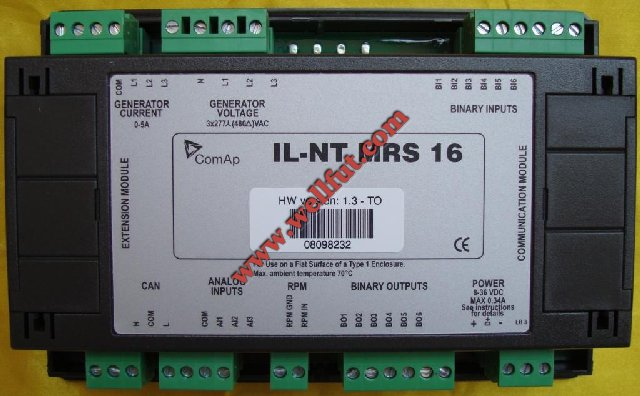 COM L1 L2 L3
N L1 L2 L3
BI1 BI2 BI3 BI4 BI5 BI6
GENERATOR CURRENT
0-5A
GENERATOR VOLTAGE
BINARY INPUTS
ComAp
IL-NT MRS 16
EXTENSION MODULE
COMMUNICATION MODULE
HW version: 1.3 - TO
08098232
www.wellfut.com
CE
Use on a Flat Surface of a Type 1 Enclosure.
Max. ambient temperature 70°C
CAN
ANALOG INPUTS
RPM
BINARY OUTPUTS
POWER
8-36 VDC
MAX 0.34A
See instructions
for details
H COM L
COM AI1 AI2 AI3
RPM GND RPM IN
BO1 BO2 BO3 BO4 BO5 BO6
+ D+ -